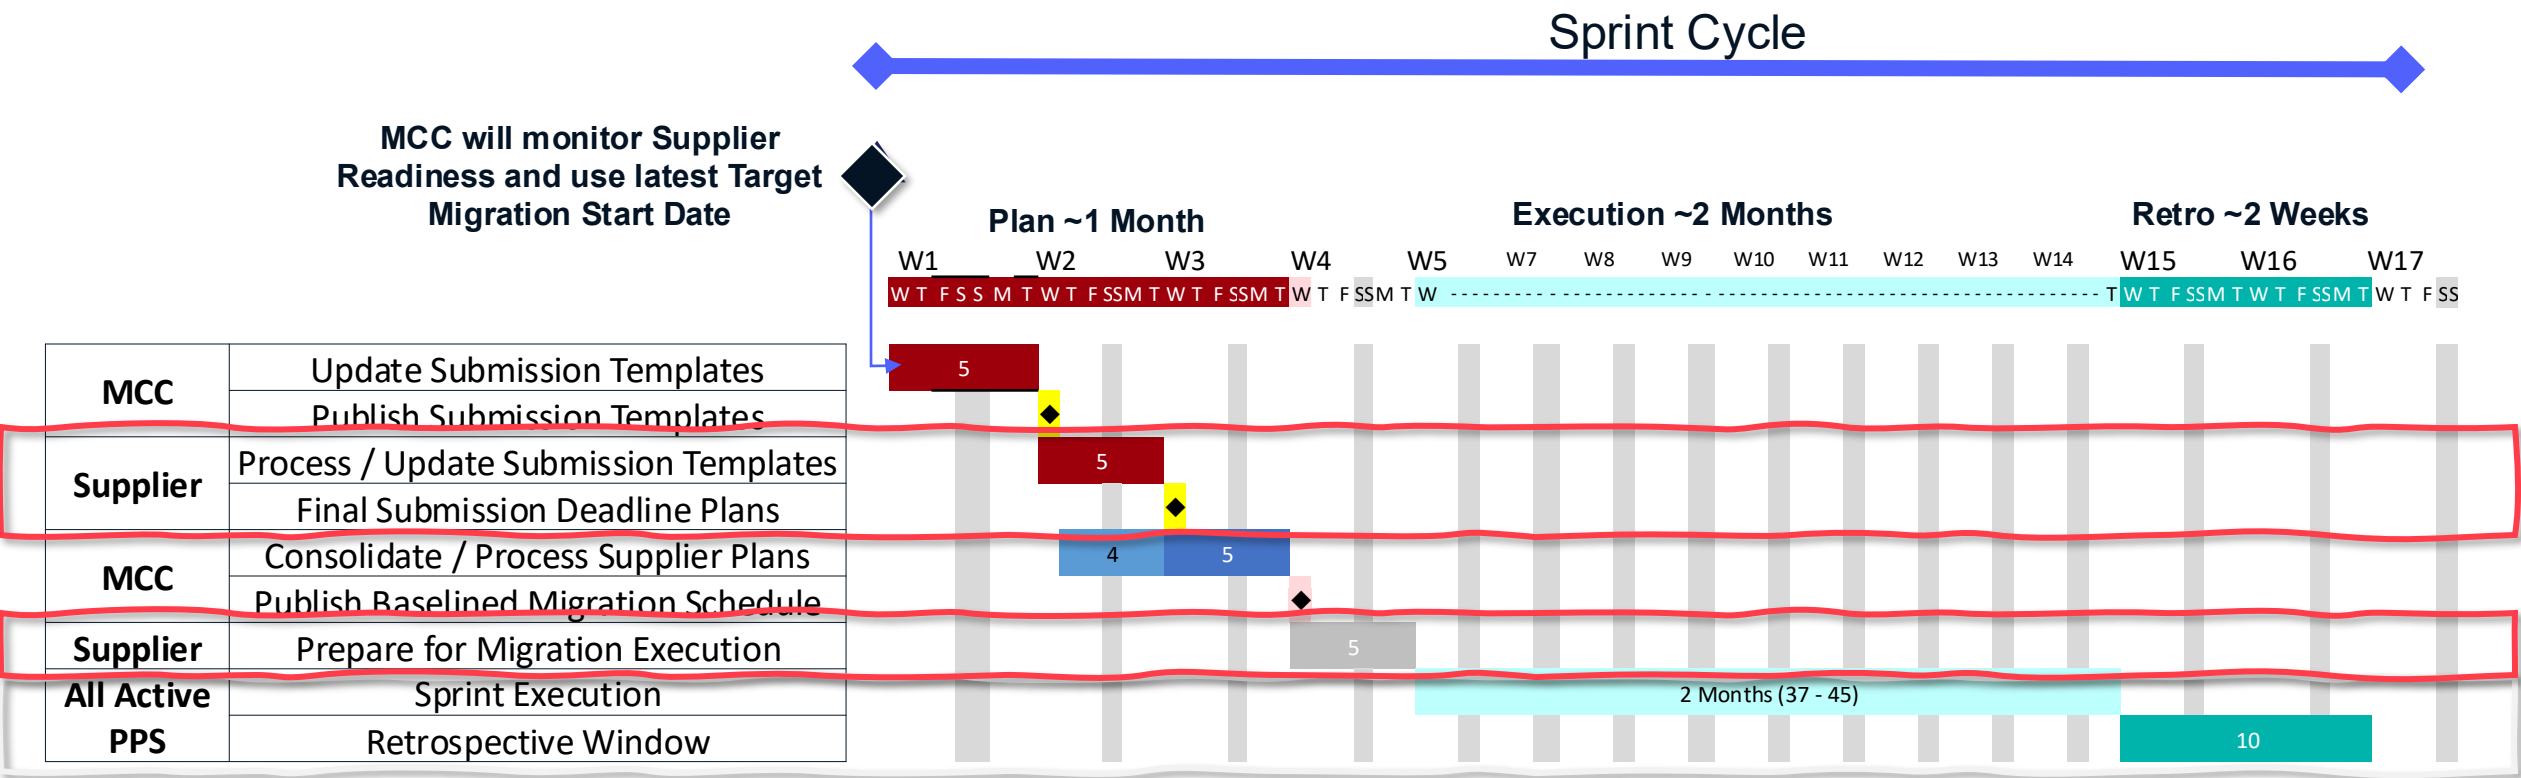 Sprint Cycle
MCC will monitor Supplier
Readiness and use latest Target
Migration Start Date
Plan ~1 Month
Execution ~2 Months
Retro ~2 Weeks
W1 W2 W3 W4 W5 W7 W8 W9 W10 W11 W12 W13 W14 W15 W16 W17
W T F S S M T W T F S S M T W T F S S M T W T F S S M T W - - - - - - - - - - - - - - - - - - - - - - - - - - - - - - - - - - - - - - - - T W T F S S M T W T F S S M T W T F S S
MCC
Update Submission Templates
5
Publish Submission Templates
Supplier
Process / Update Submission Templates
5
Final Submission Deadline Plans
MCC
Consolidate / Process Supplier Plans
4 5
Publish Baselined Migration Schedule
Supplier
Prepare for Migration Execution
5
All Active
PPS
Sprint Execution
2 Months (37 - 45)
Retrospective Window
10